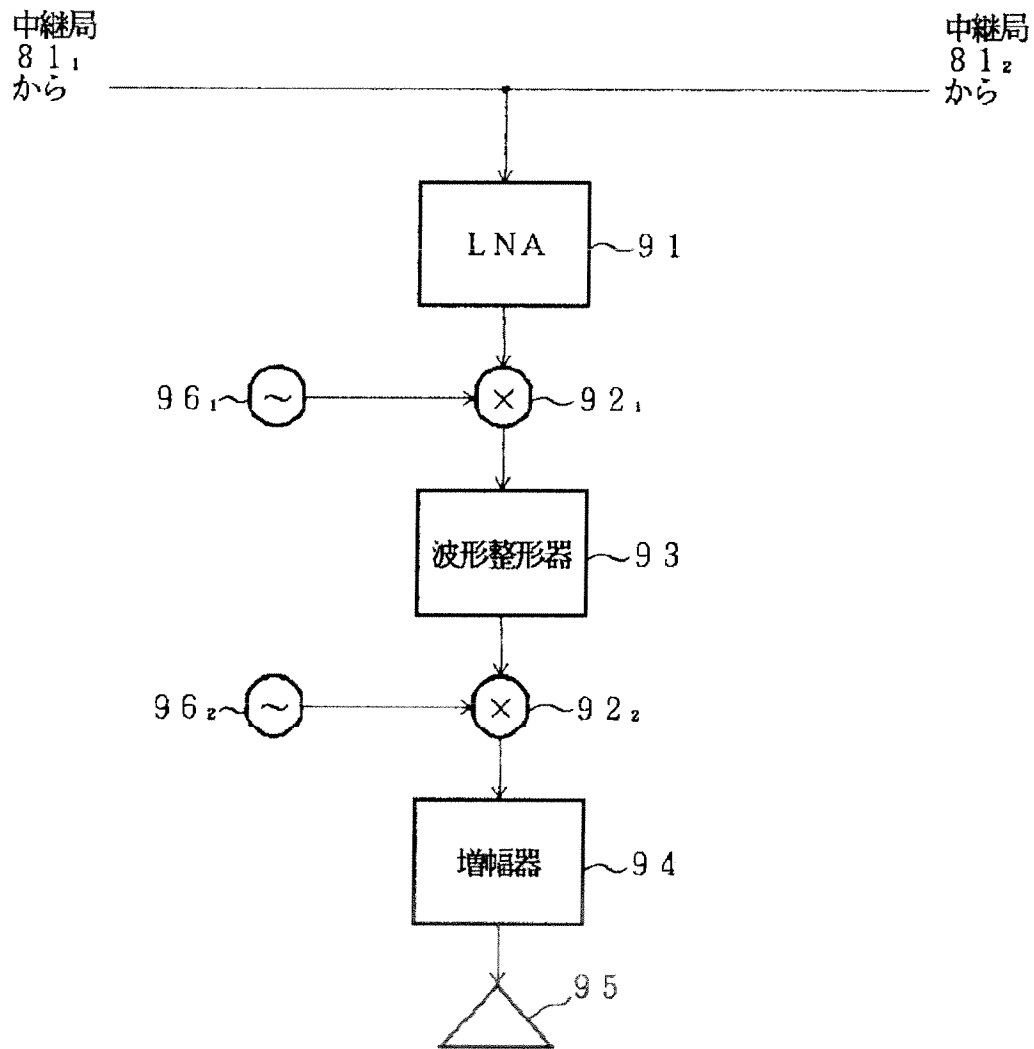 中継局
８１₁
から
中継局
８１₂
から
LNA
９１
９６₁
～
×
９２₁
波形整形器
９３
９６₂
～
×
９２₂
増幅器
９４
９５